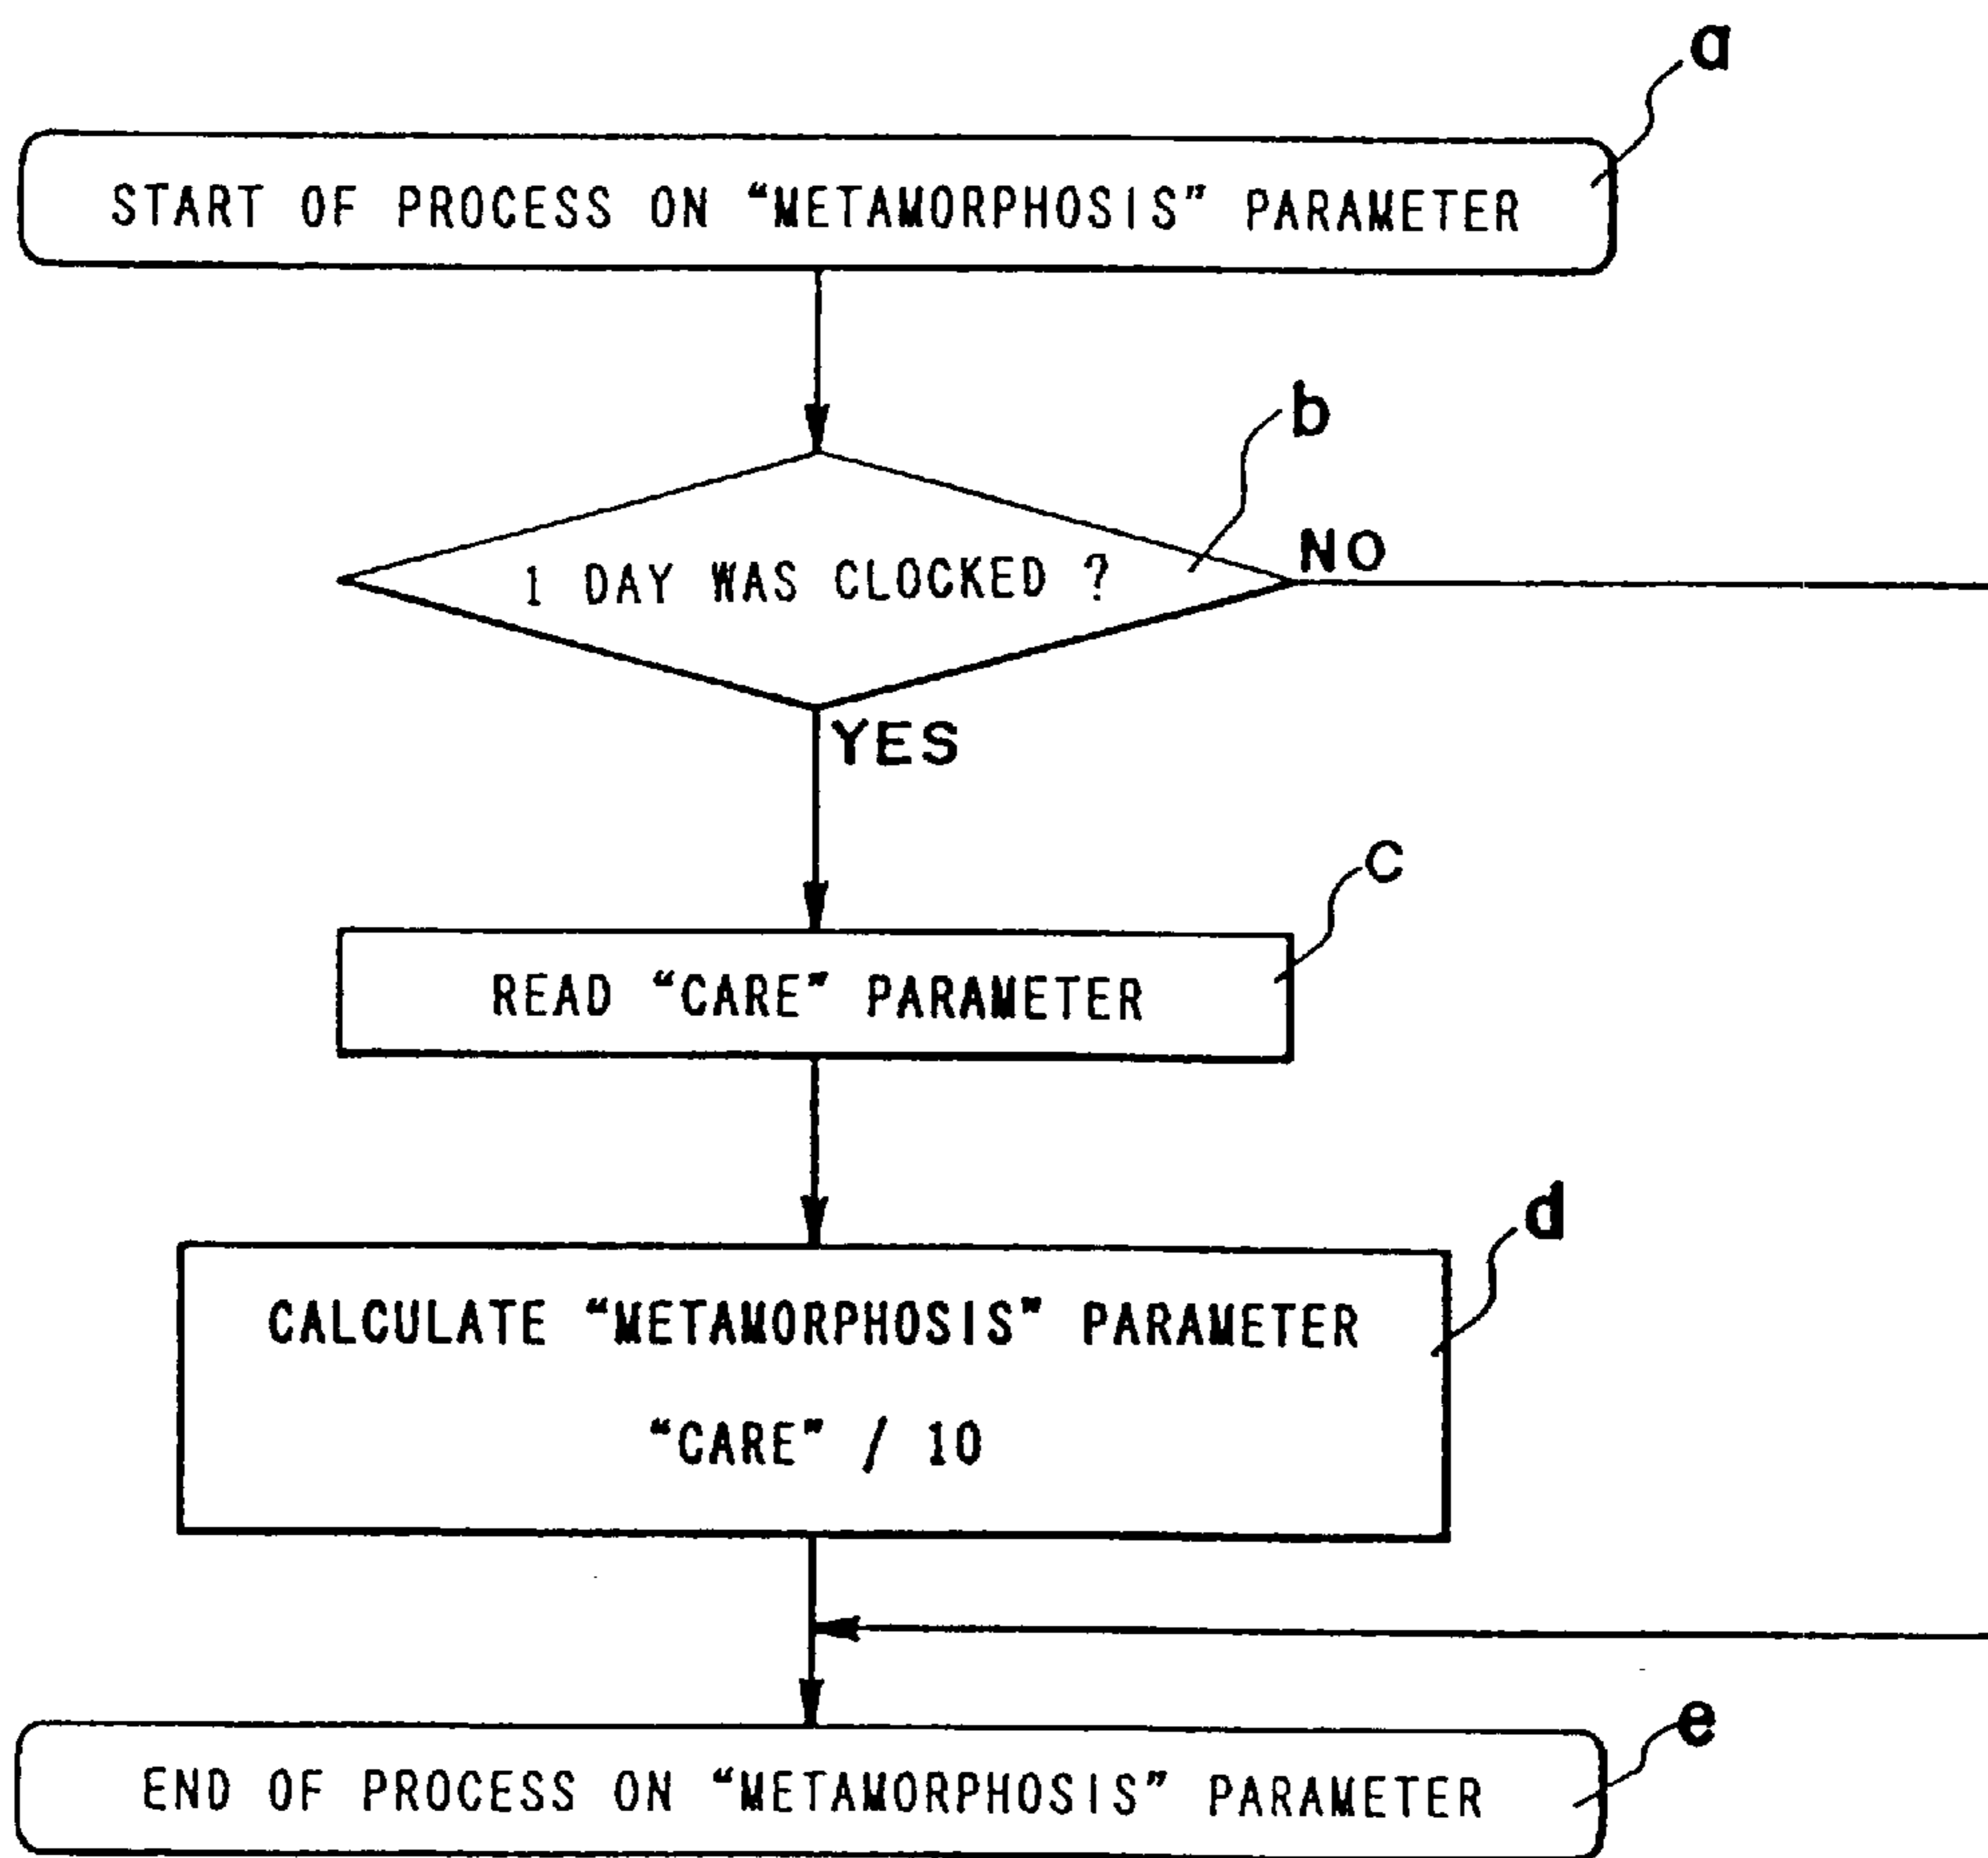 a
START OF PROCESS ON “METAMORPHOSIS” PARAMETER
b
1 DAY WAS CLOCKED ?
NO
YES
c
READ “CARE” PARAMETER
d
CALCULATE “METAMORPHOSIS” PARAMETER
“CARE” / 10
e
END OF PROCESS ON “METAMORPHOSIS” PARAMETER